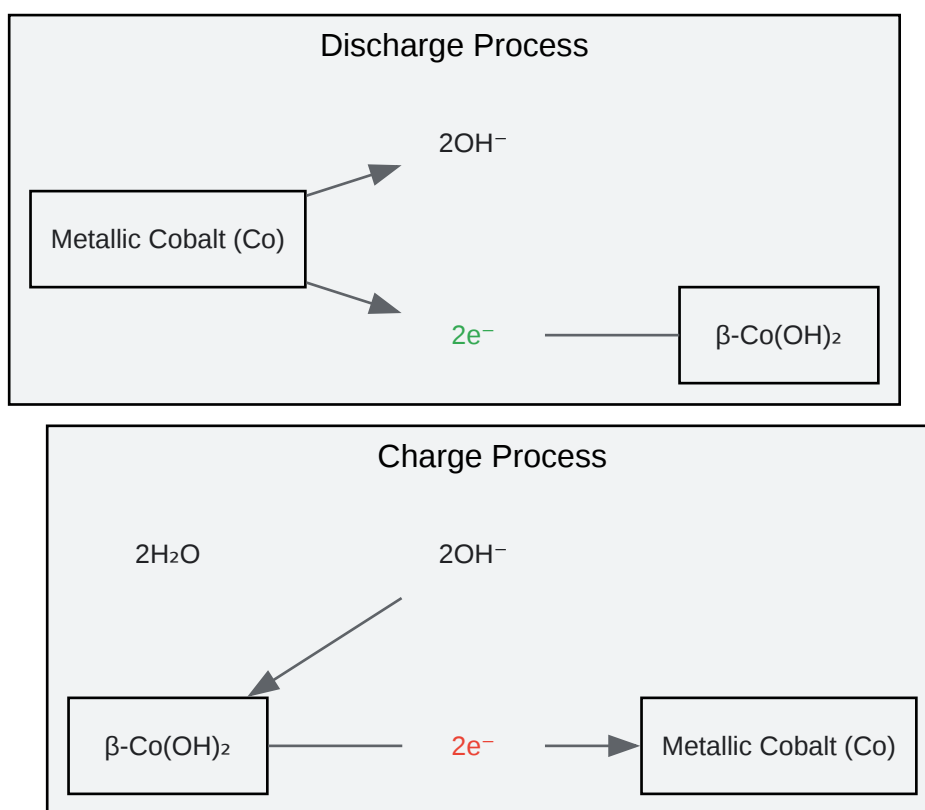 Discharge Process
2OH⁻
Metallic Cobalt (Co)
2e⁻
β-Co(OH)₂
Charge Process
2H₂O
2OH⁻
β-Co(OH)₂
2e⁻
Metallic Cobalt (Co)